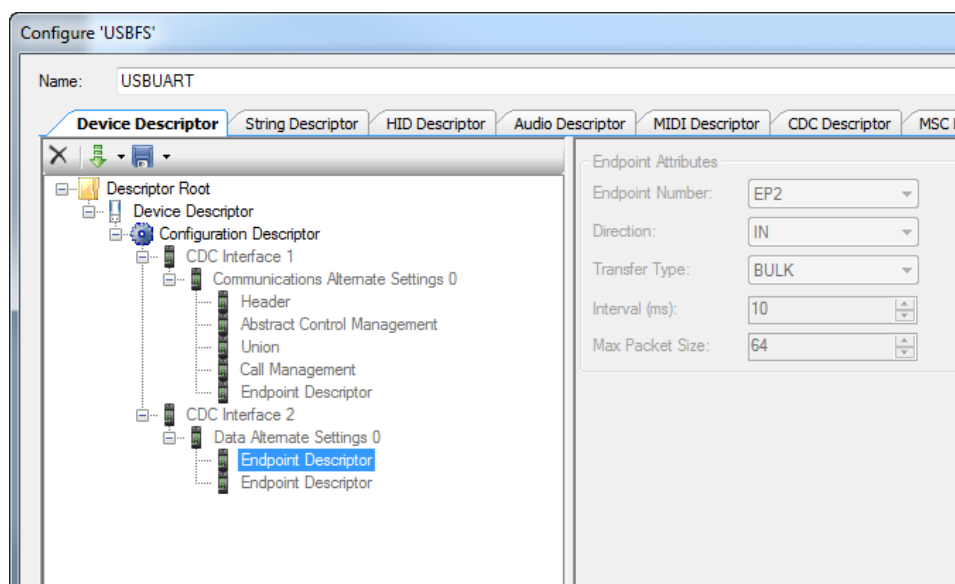 Configure 'USBFS'
Name: USBUART
Device Descriptor String Descriptor HID Descriptor Audio Descriptor MIDI Descriptor CDC Descriptor MSC
Descriptor Root
Device Descriptor
Configuration Descriptor
CDC Interface 1
Communications Alternate Settings 0
Header
Abstract Control Management
Union
Call Management
Endpoint Descriptor
CDC Interface 2
Data Alternate Settings 0
Endpoint Descriptor
Endpoint Descriptor
Endpoint Attributes
Endpoint Number: EP2
Direction: IN
Transfer Type: BULK
Interval (ms): 10
Max Packet Size: 64